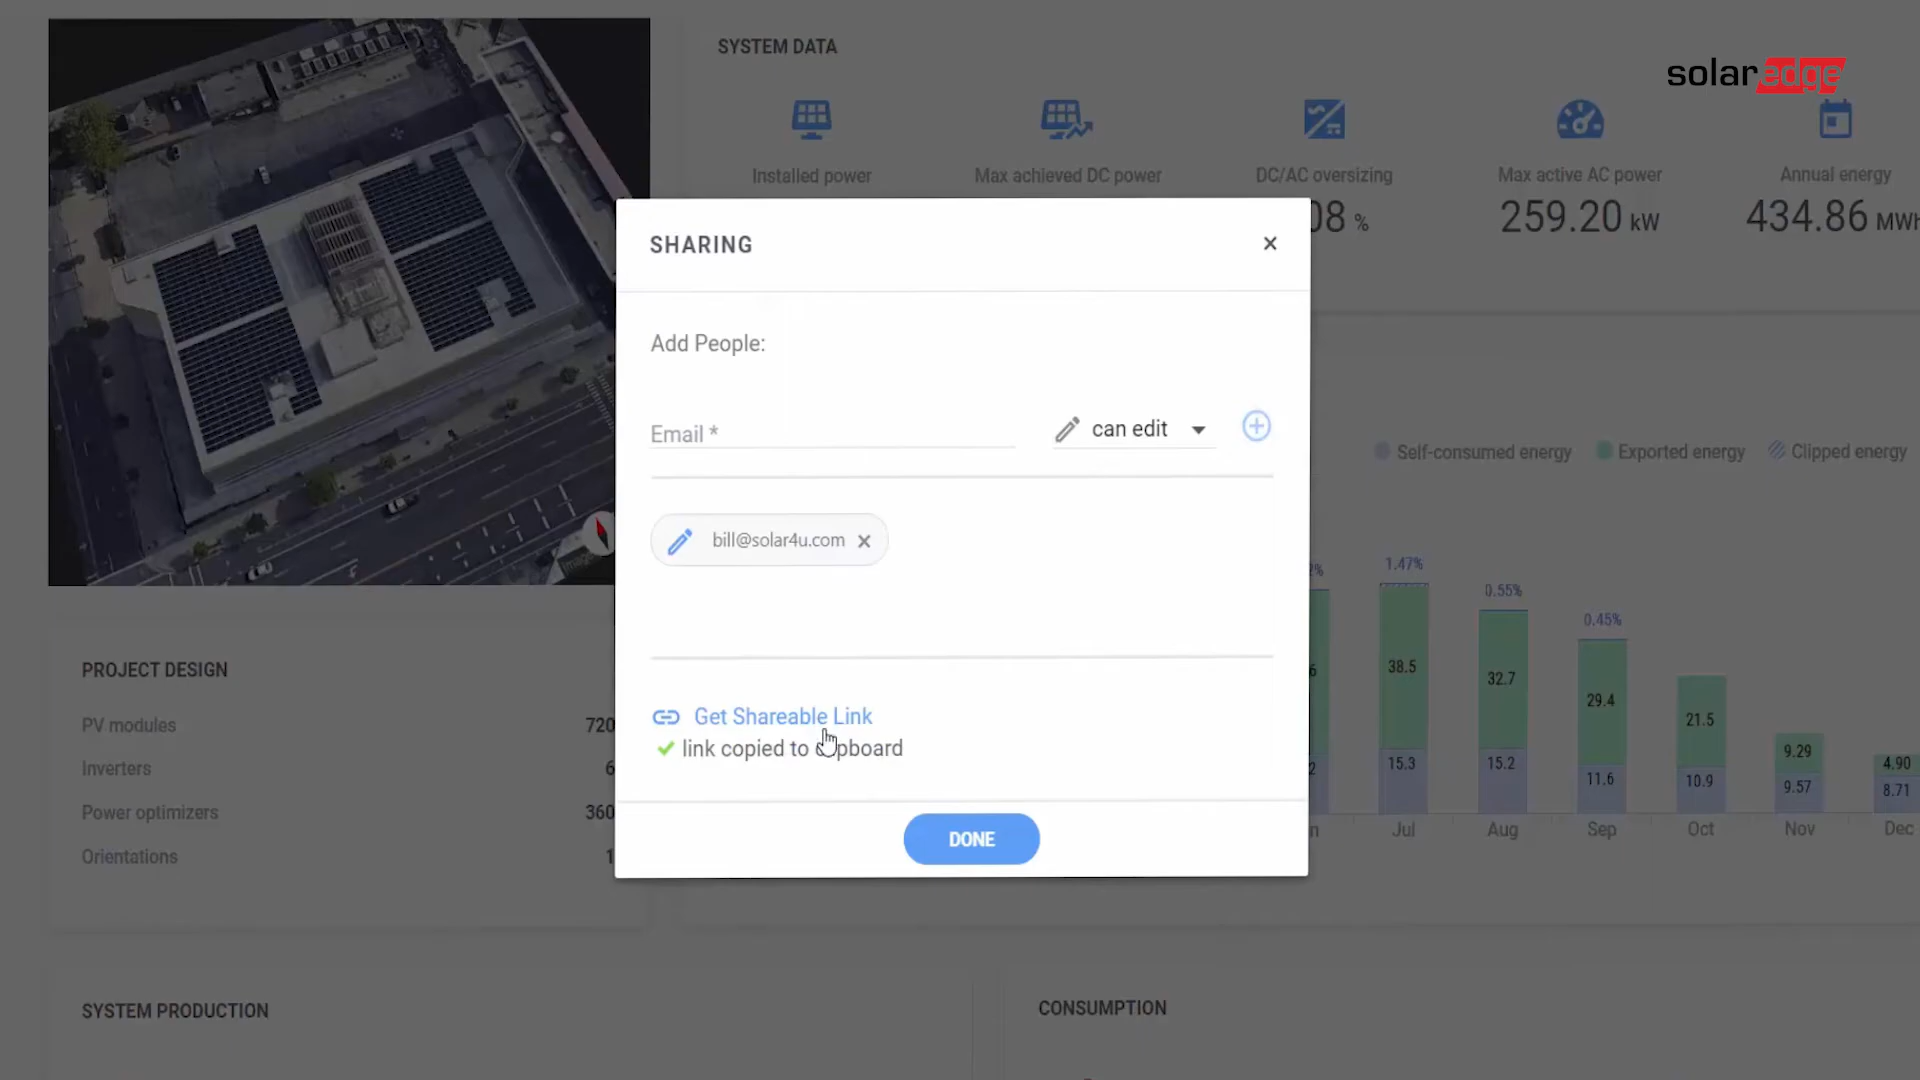 SYSTEM DATA
solaredge
Installed power
Max achieved DC power
DC/AC oversizing
Max active AC power
Annual energy
08 %
259.20 kW
434.86 MWh
SHARING
Add People:
Email *
can edit
Self-consumed energy
Exported energy
Clipped energy
bill@solar4u.com
Get Shareable Link
link copied to clipboard
DONE
PROJECT DESIGN
PV modules 720
Inverters 6
Power optimizers 360
Orientations 1
2%
1.47%
0.55%
0.45%
6
38.5
32.7
29.4
21.5
9.29
4.90
2
15.3
15.2
11.6
10.9
9.57
8.71
n
Jul
Aug
Sep
Oct
Nov
Dec
SYSTEM PRODUCTION
CONSUMPTION